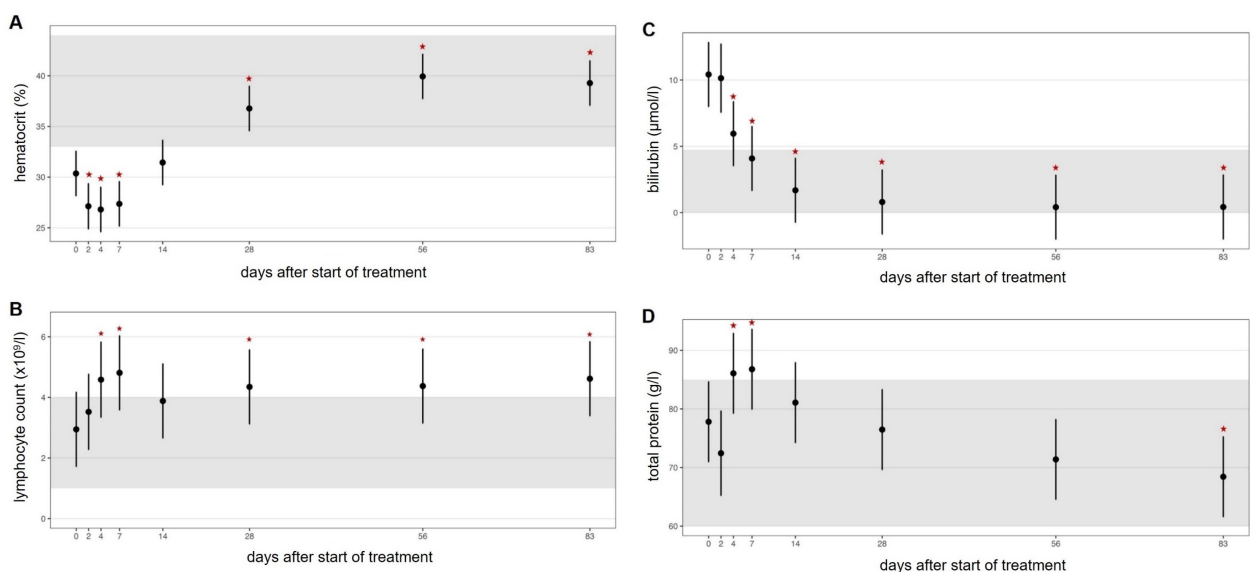 A
hematocrit (%)
40
35
30
25
0 2 4 7 14 28 56 83
days after start of treatment
B
lymphocyte count (x10⁹/l)
6
4
2
0
0 2 4 7 14 28 56 83
days after start of treatment
C
bilirubin (µmol/l)
10
5
0
0 2 4 7 14 28 56 83
days after start of treatment
D
total protein (g/l)
90
80
70
60
0 2 4 7 14 28 56 83
days after start of treatment